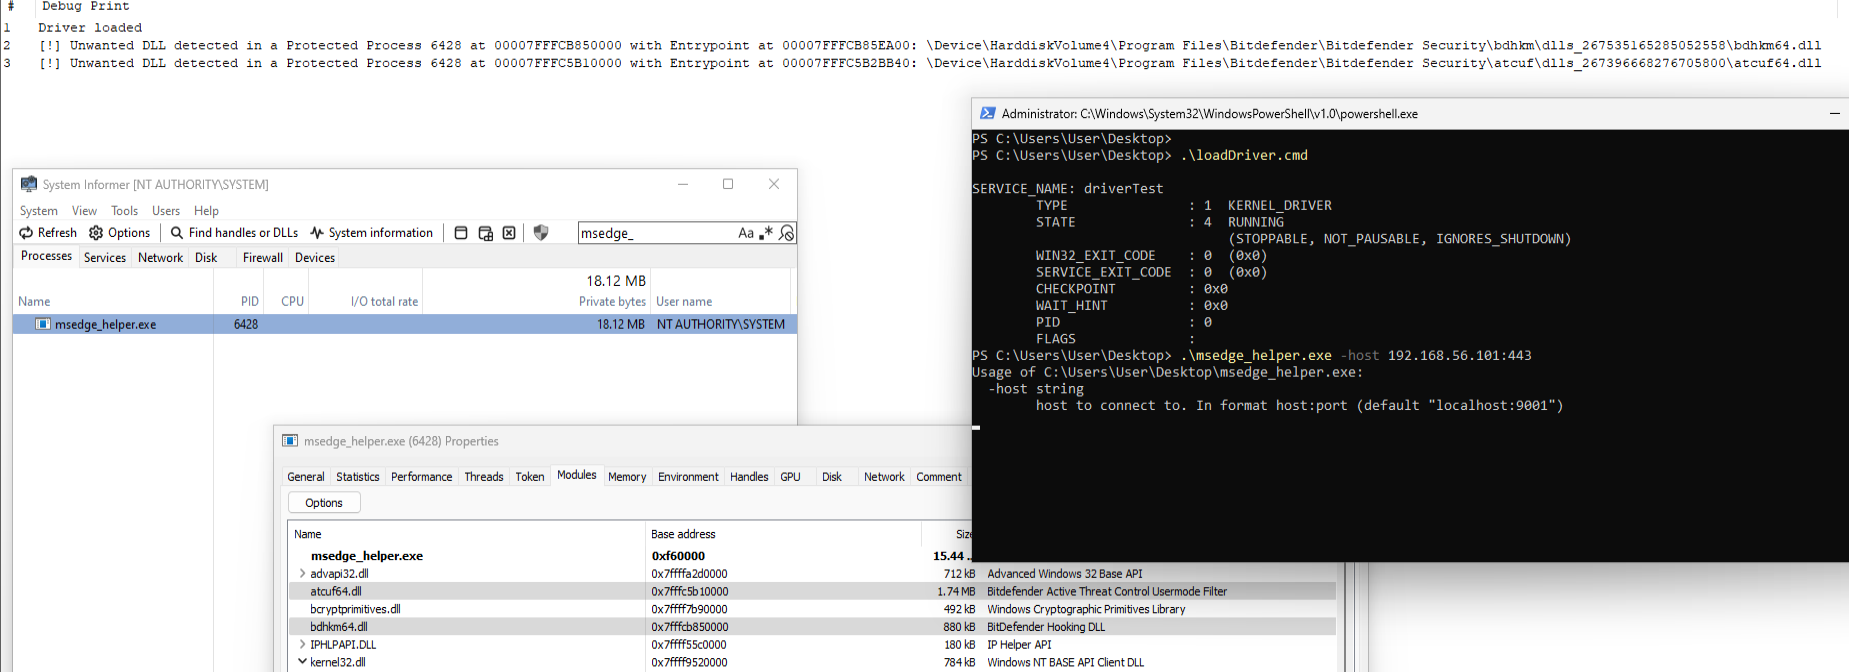 # Debug Print
1 Driver loaded
2 [!] Unwanted DLL detected in a Protected Process 6428 at 00007FFFCB850000 with Entrypoint at 00007FFFCB85EA00: \Device\HarddiskVolume4\Program Files\Bitdefender\Bitdefender Security\bdhkm\dlls_267535165285052558\bdhkm64.dll
3 [!] Unwanted DLL detected in a Protected Process 6428 at 00007FFFC5B10000 with Entrypoint at 00007FFFC5B2BB40: \Device\HarddiskVolume4\Program Files\Bitdefender\Bitdefender Security\atcuf\dlls_267396668276705800\atcuf64.dll
System Informer [NT AUTHORITY\SYSTEM]
System View Tools Users Help
Refresh Options Find handles or DLLs System information msedge_ Aa .*
Processes Services Network Disk Firewall Devices
18.12 MB
Name PID CPU I/O total rate Private bytes User name
msedge_helper.exe 6428 18.12 MB NT AUTHORITY\SYSTEM
Administrator: C:\Windows\System32\WindowsPowerShell\v1.0\powershell.exe
PS C:\Users\User\Desktop>
PS C:\Users\User\Desktop> .\loadDriver.cmd
SERVICE_NAME: driverTest
TYPE : 1 KERNEL_DRIVER
STATE : 4 RUNNING
(STOPPABLE, NOT_PAUSABLE, IGNORES_SHUTDOWN)
WIN32_EXIT_CODE : 0 (0x0)
SERVICE_EXIT_CODE : 0 (0x0)
CHECKPOINT : 0x0
WAIT_HINT : 0x0
PID : 0
FLAGS :
PS C:\Users\User\Desktop> .\msedge_helper.exe -host 192.168.56.101:443
Usage of C:\Users\User\Desktop\msedge_helper.exe:
-host string
host to connect to. In format host:port (default "localhost:9001")
msedge_helper.exe (6428) Properties
General Statistics Performance Threads Token Modules Memory Environment Handles GPU Disk Network Comment
Options
Name Base address Size
msedge_helper.exe 0xf60000 15.44 ..
advapi32.dll 0x7ffffa2d0000 712 kB Advanced Windows 32 Base API
atcuf64.dll 0x7fffc5b10000 1.74 MB Bitdefender Active Threat Control Usermode Filter
bcryptprimitives.dll 0x7ffff7b90000 492 kB Windows Cryptographic Primitives Library
bdhkm64.dll 0x7fffcb850000 880 kB BitDefender Hooking DLL
IPHLPAPI.DLL 0x7ffff55c0000 180 kB IP Helper API
kernel32.dll 0x7ffff9520000 784 kB Windows NT BASE API Client DLL